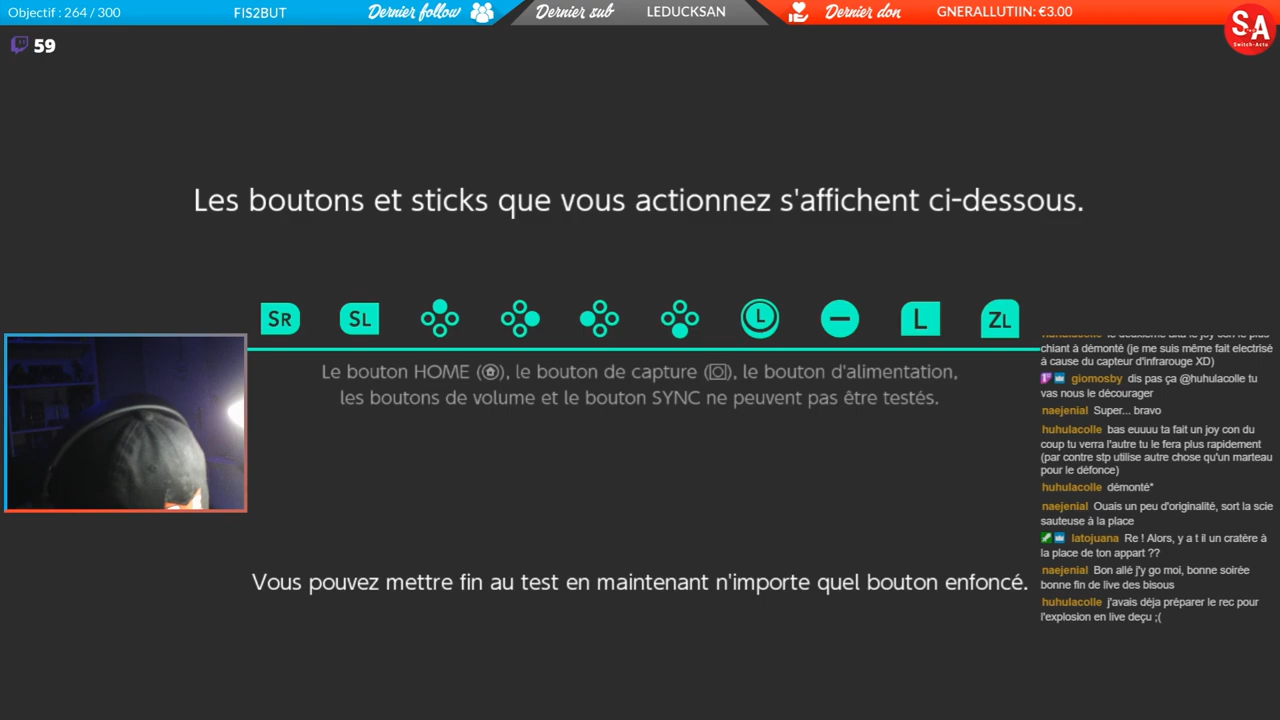 Objectif : 264 / 300
FIS2BUT
Dernier follow
Dernier sub
LEDUCKSAN
Dernier don
GNERALLUTIIN: €3.00
SA
Switch-Actu
59
Les boutons et sticks que vous actionnez s'affichent ci-dessous.
SR SL L L ZL
Le bouton HOME (), le bouton de capture (), le bouton d'alimentation,
les boutons de volume et le bouton SYNC ne peuvent pas être testés.
Vous pouvez mettre fin au test en maintenant n'importe quel bouton enfoncé.
chiant à démonté (je me suis même fait electrisé
à cause du capteur d'infrarouge XD)
giomosby dis pas ça @huhulacolle tu
vas nous le décourager
naejenial Super... bravo
huhulacolle bas euuuu ta fait un joy con du
coup tu verra l'autre tu le fera plus rapidement
(par contre stp utilise autre chose qu'un marteau
pour le défonce)
huhulacolle démonté*
naejenial Ouais un peu d'originalité, sort la scie
sauteuse à la place
latojuana Re ! Alors, y a t il un cratère à
la place de ton appart ??
naejenial Bon allé j'y go moi, bonne soirée
bonne fin de live des bisous
huhulacolle j'avais déja préparer le rec pour
l'explosion en live deçu ;(